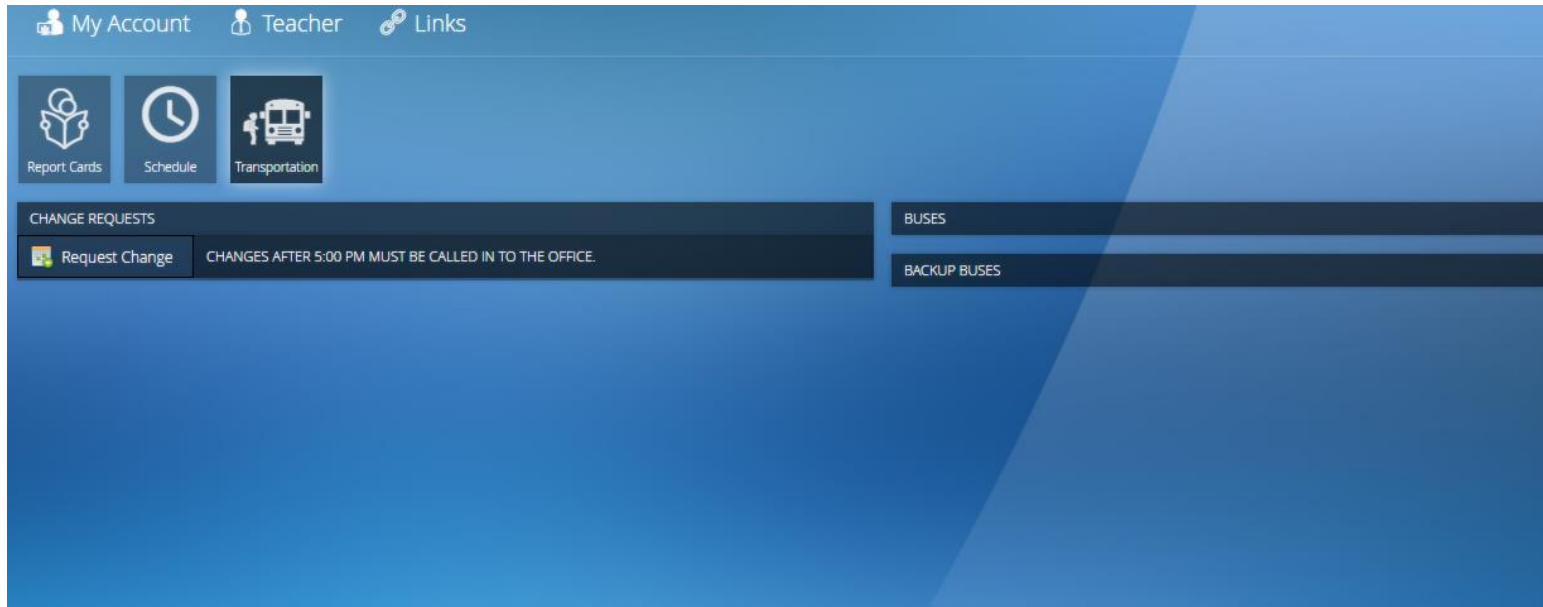 My Account Teacher Links
Report Cards Schedule Transportation
CHANGE REQUESTS
Request Change CHANGES AFTER 5:00 PM MUST BE CALLED IN TO THE OFFICE.
BUSES
BACKUP BUSES